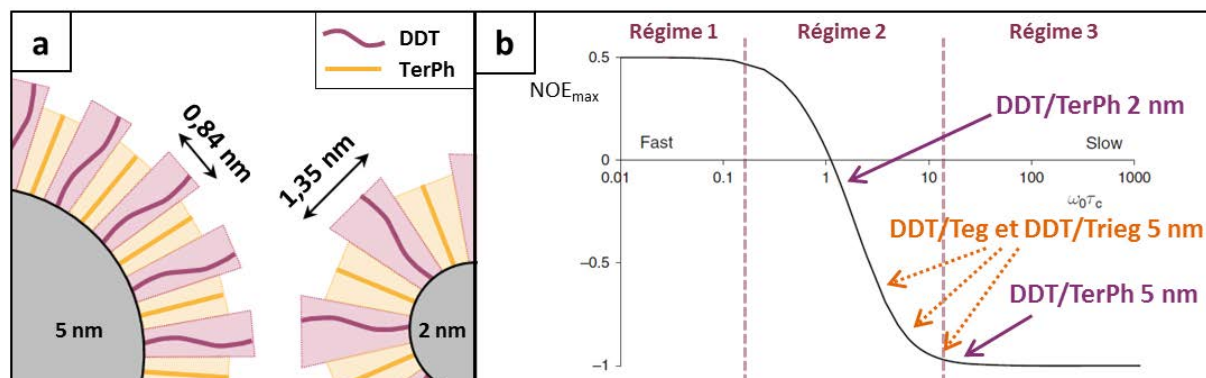 a
DDT
TerPh
0,84 nm
1,35 nm
5 nm
2 nm
b
Régime 1
Régime 2
Régime 3
0.5
NOEmax
DDT/TerPh 2 nm
Fast
Slow
0
0.01
0.1
1
10
100
1000
ω₀τc
DDT/Teg et DDT/Trieg 5 nm
−0.5
DDT/TerPh 5 nm
−1